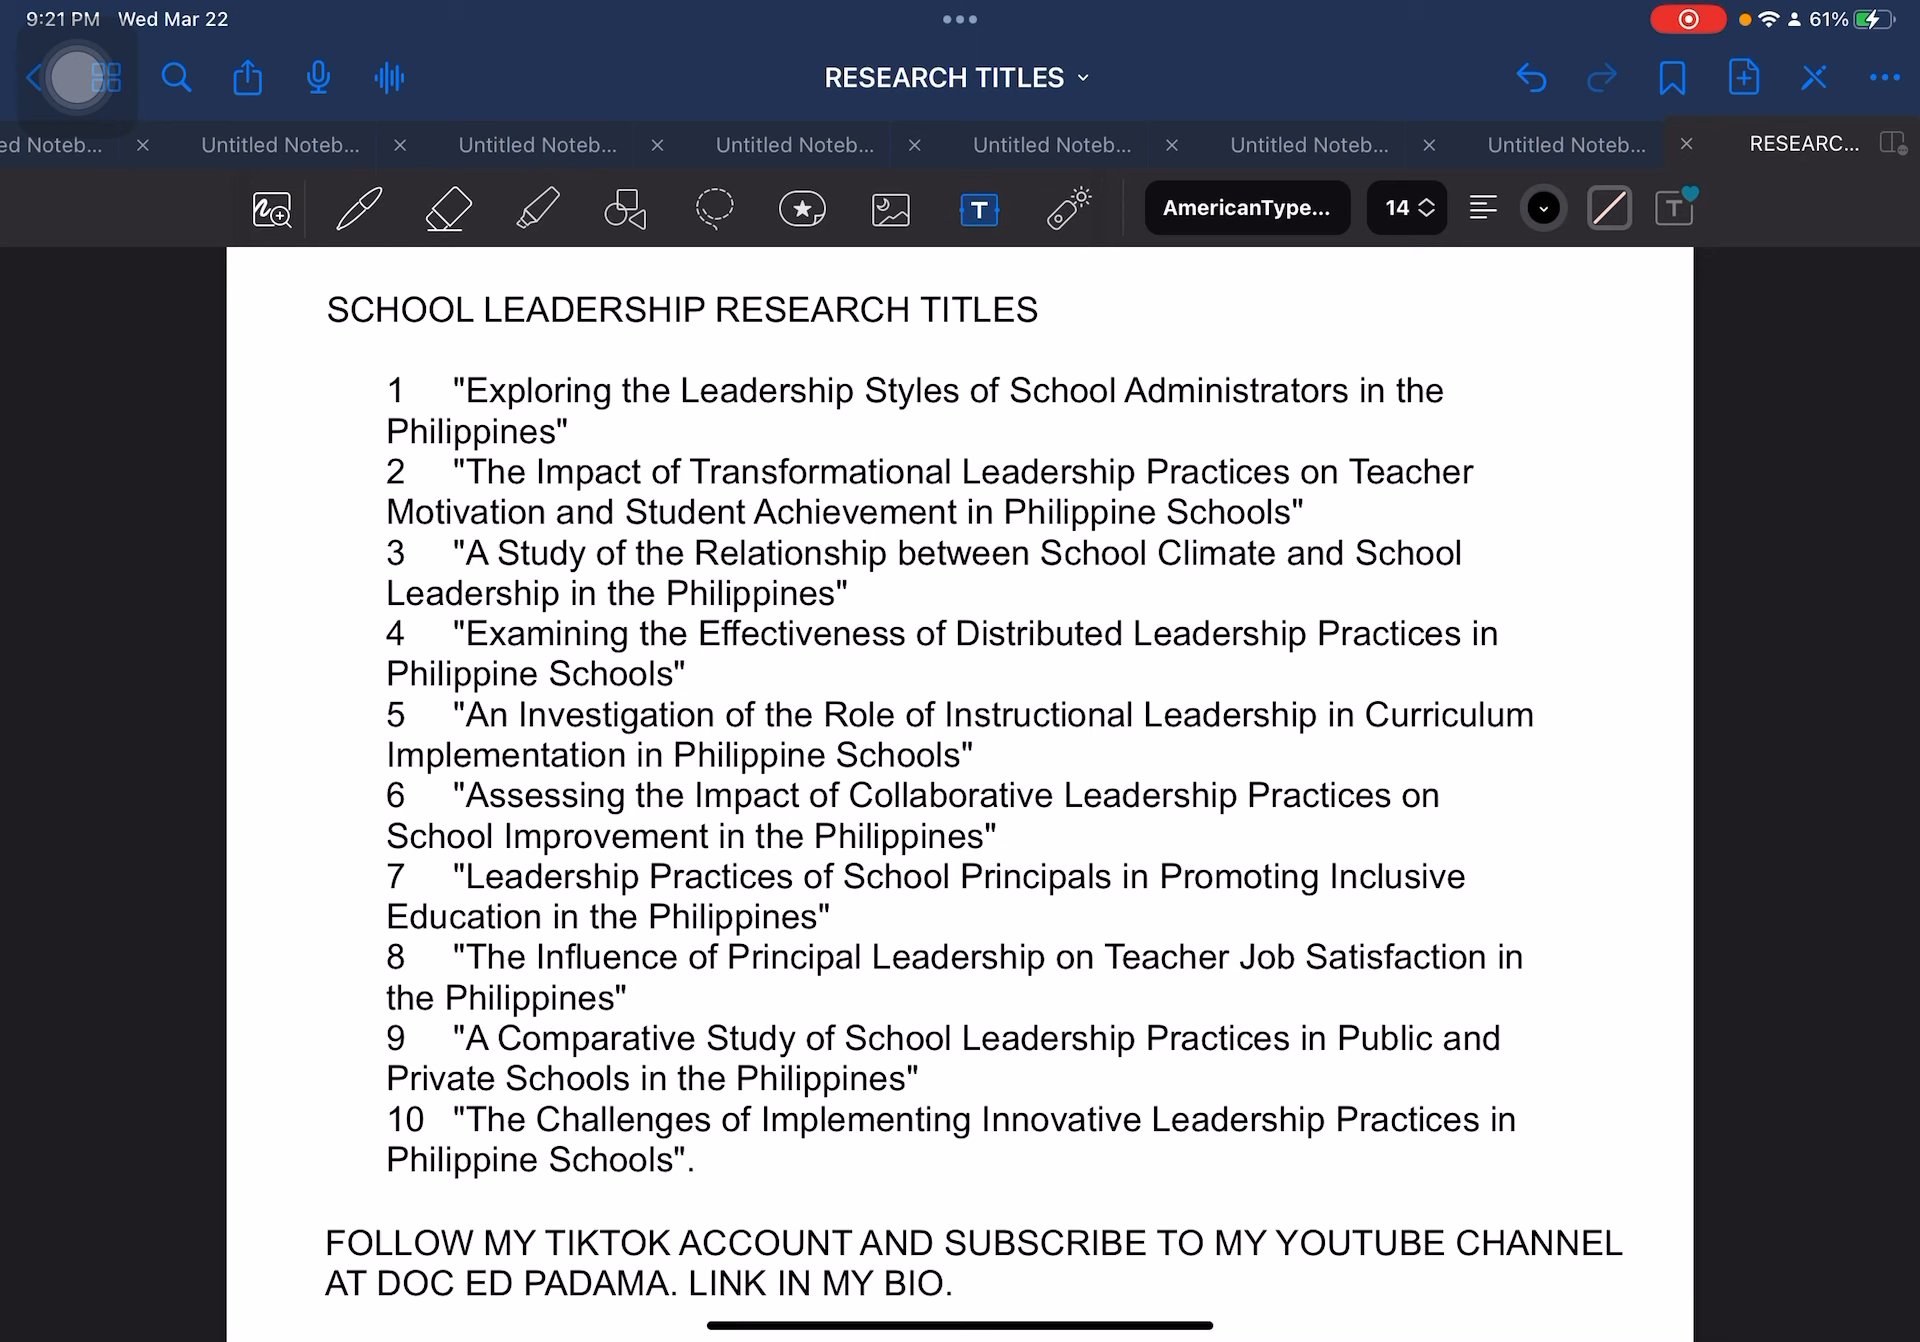 9:21 PM Wed Mar 22
61%
RESEARCH TITLES
ed Noteb...
Untitled Noteb...
Untitled Noteb...
Untitled Noteb...
Untitled Noteb...
Untitled Noteb...
Untitled Noteb...
RESEARC...
T
AmericanType...
14
T
SCHOOL LEADERSHIP RESEARCH TITLES
1 "Exploring the Leadership Styles of School Administrators in the
Philippines"
2 "The Impact of Transformational Leadership Practices on Teacher
Motivation and Student Achievement in Philippine Schools"
3 "A Study of the Relationship between School Climate and School
Leadership in the Philippines"
4 "Examining the Effectiveness of Distributed Leadership Practices in
Philippine Schools"
5 "An Investigation of the Role of Instructional Leadership in Curriculum
Implementation in Philippine Schools"
6 "Assessing the Impact of Collaborative Leadership Practices on
School Improvement in the Philippines"
7 "Leadership Practices of School Principals in Promoting Inclusive
Education in the Philippines"
8 "The Influence of Principal Leadership on Teacher Job Satisfaction in
the Philippines"
9 "A Comparative Study of School Leadership Practices in Public and
Private Schools in the Philippines"
10 "The Challenges of Implementing Innovative Leadership Practices in
Philippine Schools".
FOLLOW MY TIKTOK ACCOUNT AND SUBSCRIBE TO MY YOUTUBE CHANNEL
AT DOC ED PADAMA. LINK IN MY BIO.